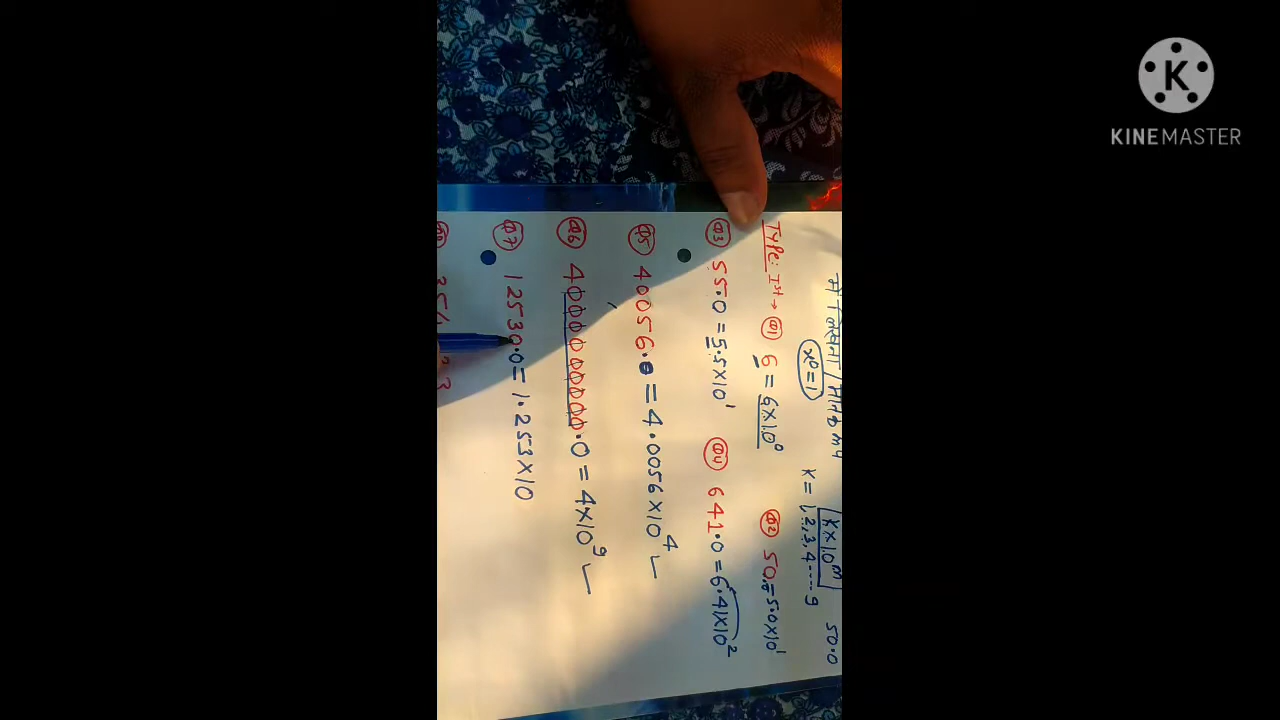 KINEMASTER
K×10ᵐ 50.0
x⁰=1 K = 1,2,3,4----9
Type: Iˢᵗ → Q1 6 = 6×10⁰ Q2 50.0=5.0×10¹
Q3 55.0 = 5.5×10¹ Q4 641.0 = 6.41×10²
Q5 40056.0 = 4.0056×10⁴
Q6 4000000000.0 = 4×10⁹
Q7 12530.0 = 1.253×10